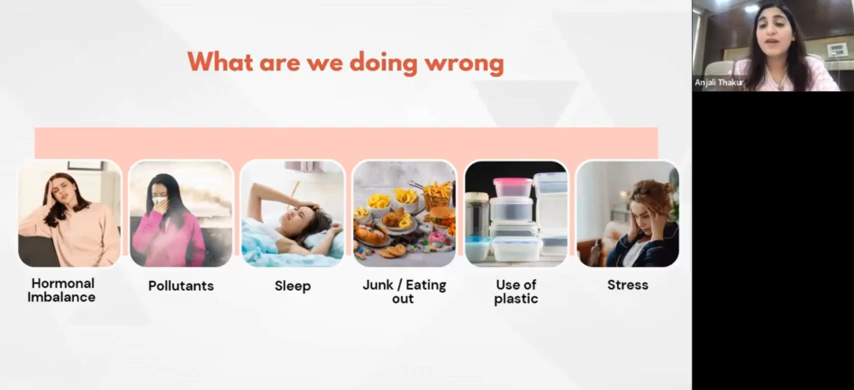 What are we doing wrong
Anjali Thakur
Hormonal
Imbalance
Pollutants
Sleep
Junk / Eating
out
Use of
plastic
Stress